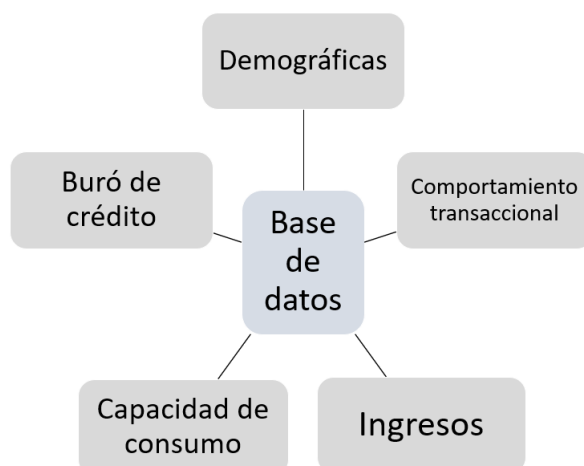 Demográficas
Buró de
crédito
Comportamiento
transaccional
Base
de
datos
Capacidad de
consumo
Ingresos